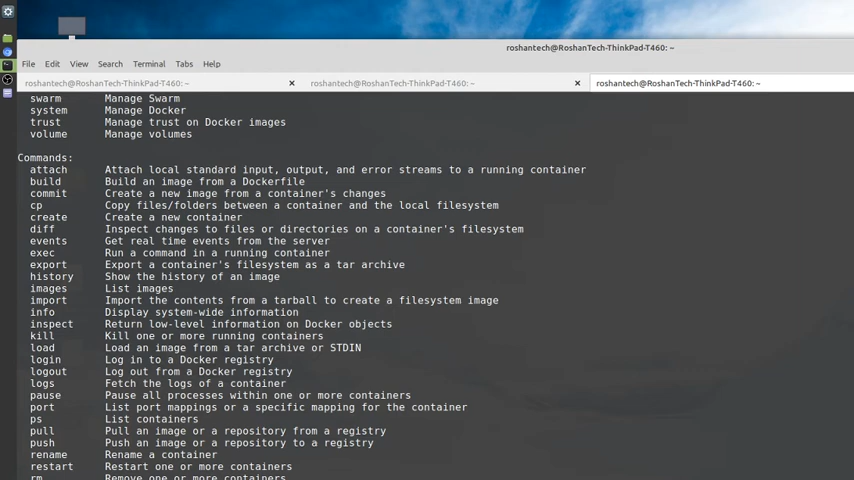 roshantech@RoshanTech-ThinkPad-T460: ~
File Edit View Search Terminal Tabs Help
roshantech@RoshanTech-ThinkPad-T460: ~ roshantech@RoshanTech-ThinkPad-T460: ~ roshantech@RoshanTech-ThinkPad-T460: ~
swarm Manage Swarm
system Manage Docker
trust Manage trust on Docker images
volume Manage volumes
Commands:
attach Attach local standard input, output, and error streams to a running container
build Build an image from a Dockerfile
commit Create a new image from a container's changes
cp Copy files/folders between a container and the local filesystem
create Create a new container
diff Inspect changes to files or directories on a container's filesystem
events Get real time events from the server
exec Run a command in a running container
export Export a container's filesystem as a tar archive
history Show the history of an image
images List images
import Import the contents from a tarball to create a filesystem image
info Display system-wide information
inspect Return low-level information on Docker objects
kill Kill one or more running containers
load Load an image from a tar archive or STDIN
login Log in to a Docker registry
logout Log out from a Docker registry
logs Fetch the logs of a container
pause Pause all processes within one or more containers
port List port mappings or a specific mapping for the container
ps List containers
pull Pull an image or a repository from a registry
push Push an image or a repository to a registry
rename Rename a container
restart Restart one or more containers
rm Remove one or more containers